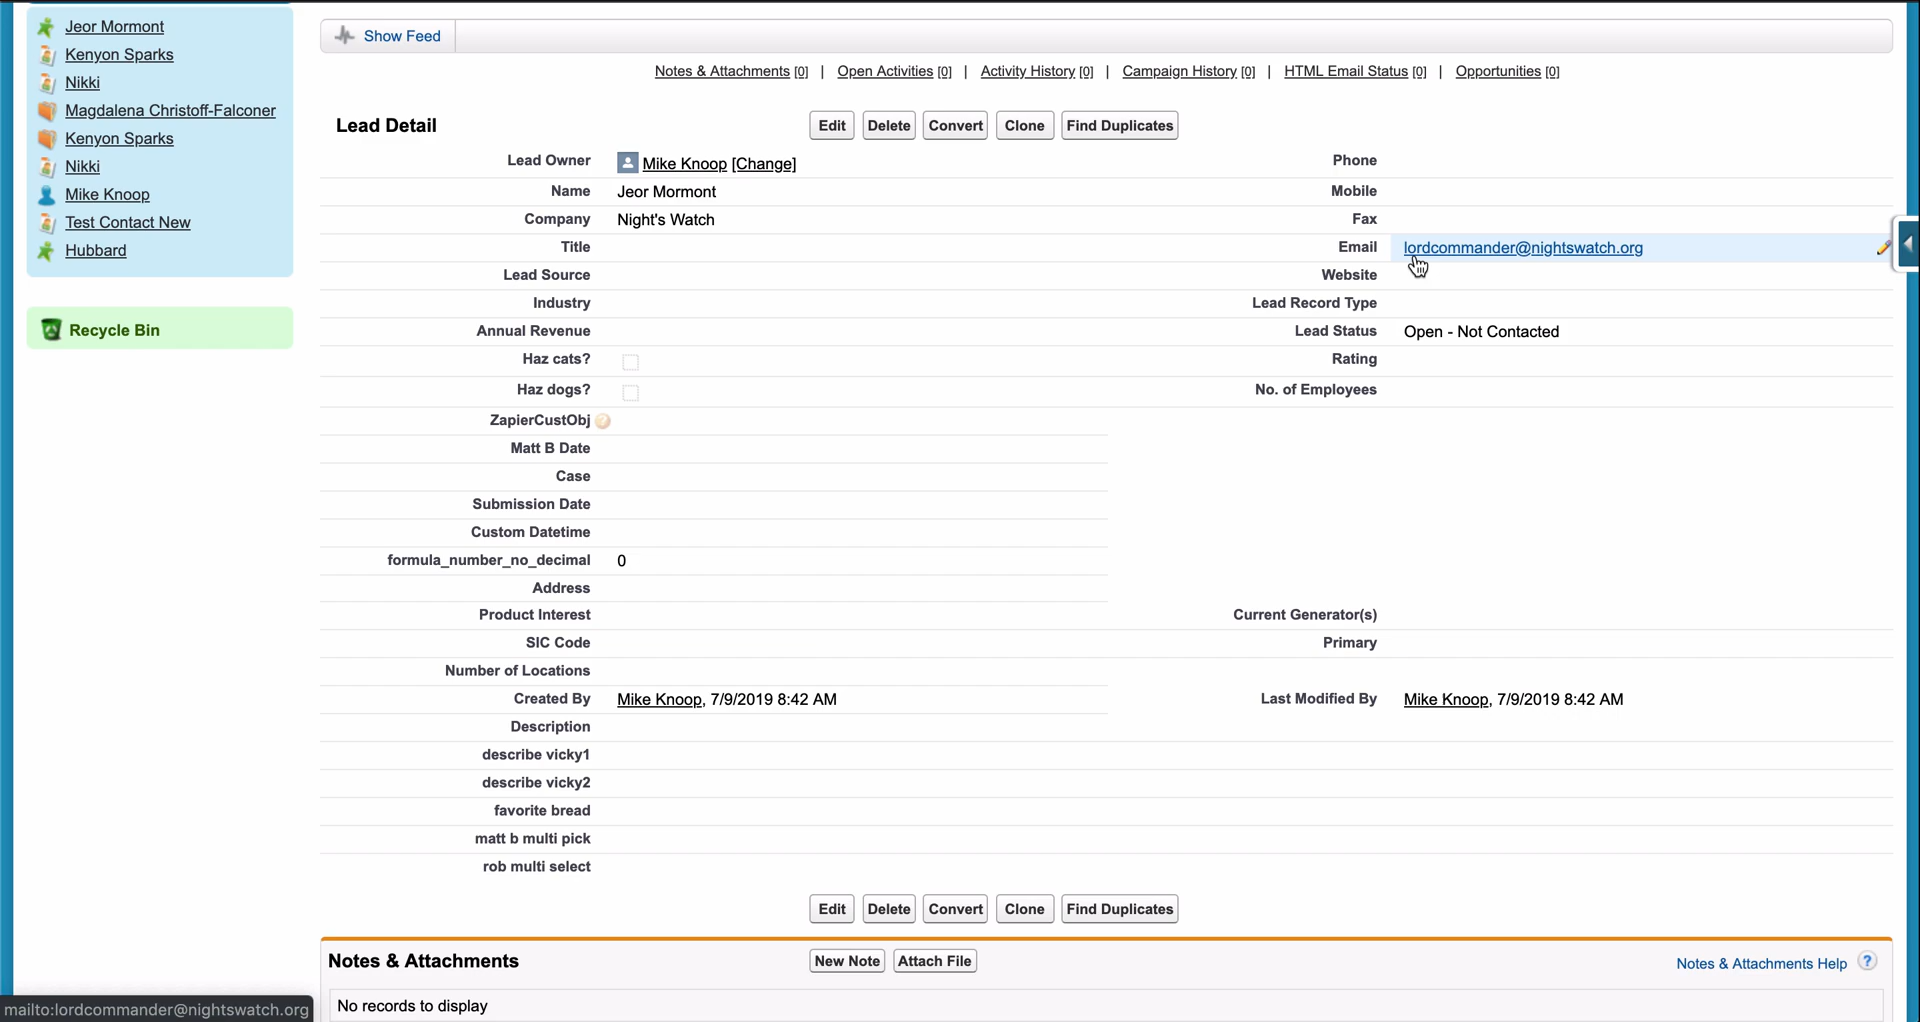 Jeor Mormont
Kenyon Sparks
Nikki
Magdalena Christoff-Falconer
Kenyon Sparks
Nikki
Mike Knoop
Test Contact New
Hubbard
Recycle Bin
Show Feed
Notes & Attachments [0] | Open Activities [0] | Activity History [0] | Campaign History [0] | HTML Email Status [0] | Opportunities [0]
Lead Detail Edit Delete Convert Clone Find Duplicates
Lead Owner Mike Knoop [Change] Phone
Name Jeor Mormont Mobile
Company Night's Watch Fax
Title Email lordcommander@nightswatch.org
Lead Source Website
Industry Lead Record Type
Annual Revenue Lead Status Open - Not Contacted
Haz cats? Rating
Haz dogs? No. of Employees
ZapierCustObj
Matt B Date
Case
Submission Date
Custom Datetime
formula_number_no_decimal 0
Address
Product Interest Current Generator(s)
SIC Code Primary
Number of Locations
Created By Mike Knoop, 7/9/2019 8:42 AM Last Modified By Mike Knoop, 7/9/2019 8:42 AM
Description
describe vicky1
describe vicky2
favorite bread
matt b multi pick
rob multi select
Edit Delete Convert Clone Find Duplicates
Notes & Attachments New Note Attach File Notes & Attachments Help ?
No records to display
mailto:lordcommander@nightswatch.org